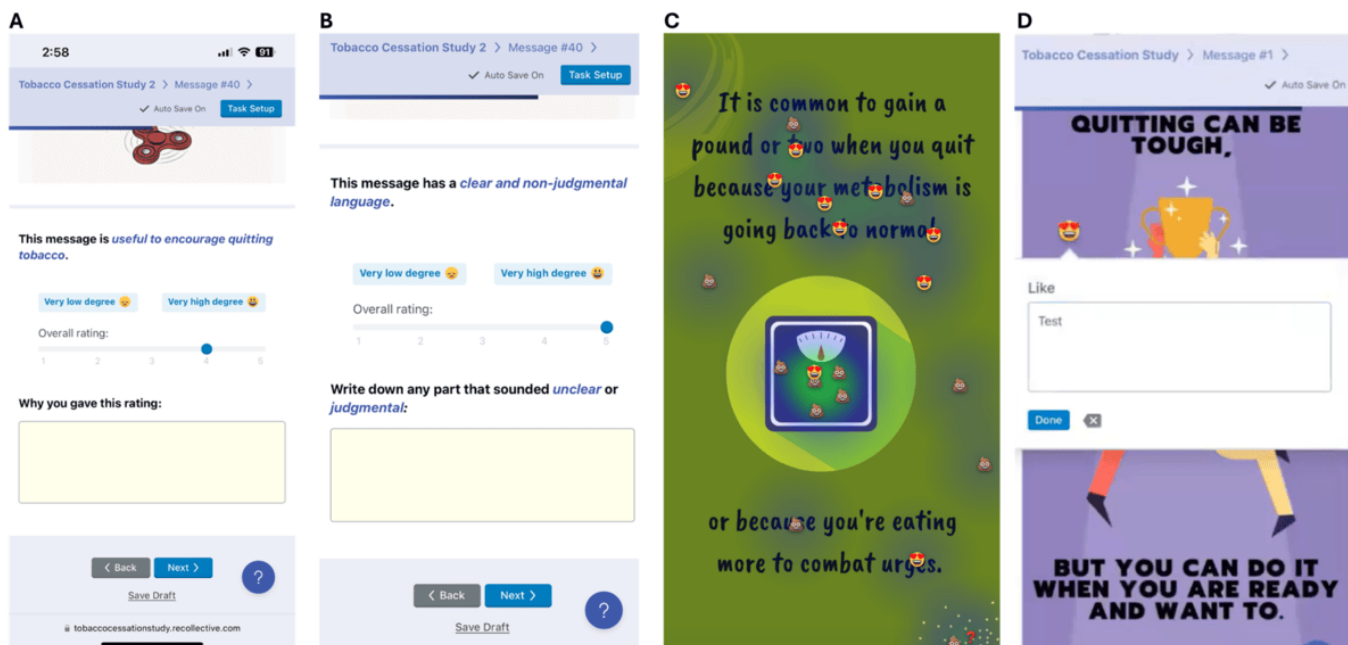 A
2:58
91
Tobacco Cessation Study 2 > Message #40 >
✓ Auto Save On
Task Setup
This message is useful to encourage quitting
tobacco.
Very low degree 😞
Very high degree 😃
Overall rating:
1 2 3 4 5
Why you gave this rating:
< Back
Next >
?
Save Draft
tobaccocessationstudy.recollective.com
B
Tobacco Cessation Study 2 > Message #40 >
✓ Auto Save On
Task Setup
This message has a clear and non-judgmental
language.
Very low degree 😞
Very high degree 😃
Overall rating:
1 2 3 4 5
Write down any part that sounded unclear or
judgmental:
< Back
Next >
?
Save Draft
C
It is common to gain a
pound or two when you quit
because your metabolism is
going back to normal
or because you're eating
more to combat urges.
?
D
Tobacco Cessation Study > Message #1 >
✓ Auto Save On
QUITTING CAN BE
TOUGH,
Like
Test
Done
BUT YOU CAN DO IT
WHEN YOU ARE READY
AND WANT TO.